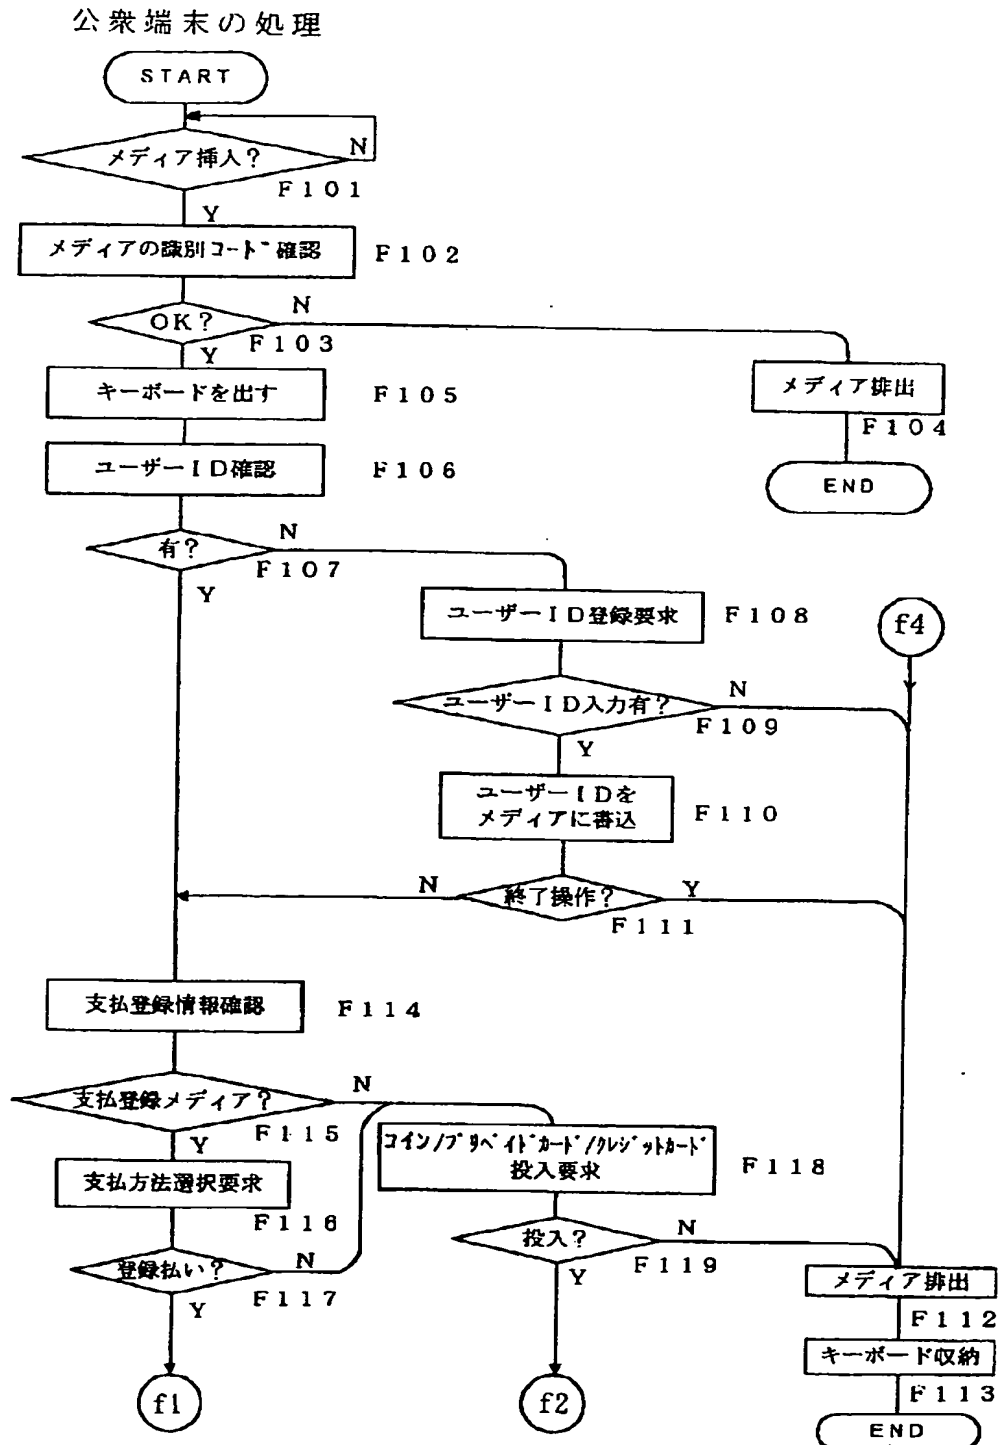 公衆端末の処理
START
メディア挿入?
N
F101
Y
メディアの識別コード確認
F102
OK?
N
F103
Y
キーボードを出す
F105
メディア排出
F104
ユーザーID確認
F106
END
有?
N
F107
Y
ユーザーID登録要求
F108
f4
ユーザーID入力有?
N
F109
Y
ユーザーIDを
メディアに書込
F110
終了操作?
N
Y
F111
支払登録情報確認
F114
支払登録メディア?
N
F115
Y
コイン/プリペイドカード/クレジットカード
投入要求
F118
支払方法選択要求
F116
投入?
N
F119
Y
登録払い?
N
F117
Y
メディア排出
F112
キーボード収納
F113
f1
f2
END